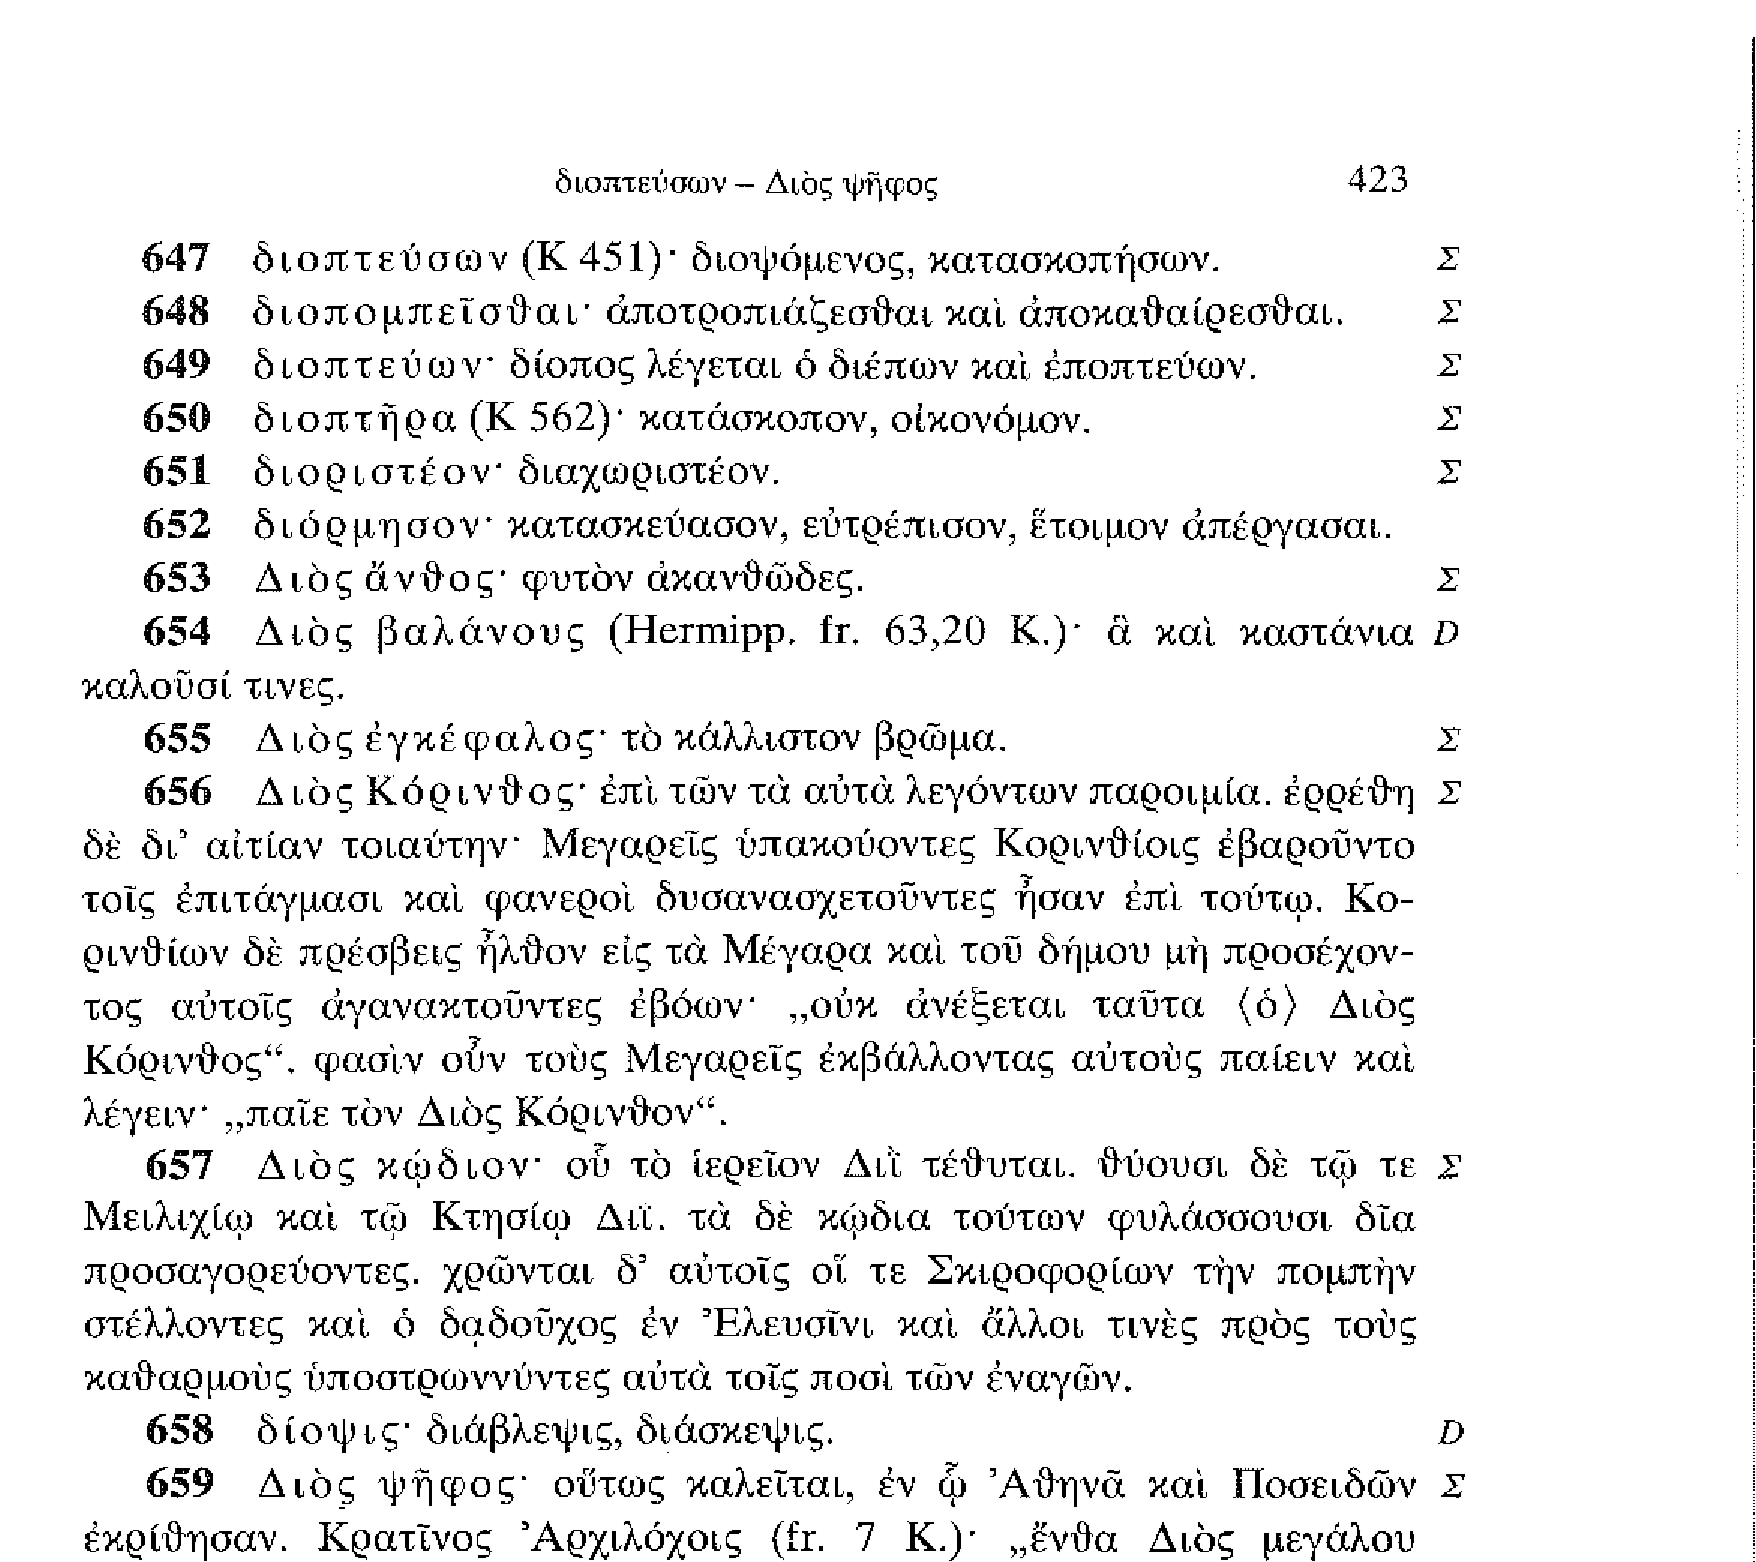 διοπτεύσων – Διὸς ψῆφος 423
647 διοπτεύσων (Κ 451)· διοψόμενος, κατασκοπήσων. Σ
648 διοπομπεῖσθαι· ἀποτροπιάζεσθαι καὶ ἀποκαθαίρεσθαι. Σ
649 διοπτεύων· δίοπος λέγεται ὁ διέπων καὶ ἐποπτεύων. Σ
650 διοπτῆρα (Κ 562)· κατάσκοπον, οἰκονόμον. Σ
651 διοριστέον· διαχωριστέον. Σ
652 διόρμησον· κατασκεύασον, εὐτρέπισον, ἕτοιμον ἀπέργασαι.
653 Διὸς ἄνθος· φυτὸν ἀκανθῶδες. Σ
654 Διὸς βαλάνους (Hermipp. fr. 63,20 K.)· ἃ καὶ καστάνια D
καλοῦσί τινες.
655 Διὸς ἐγκέφαλος· τὸ κάλλιστον βρῶμα. Σ
656 Διὸς Κόρινθος· ἐπὶ τῶν τὰ αὐτὰ λεγόντων παροιμία. ἐρρέθη Σ
δὲ δι’ αἰτίαν τοιαύτην· Μεγαρεῖς ὑπακούοντες Κορινθίοις ἐβαροῦντο
τοῖς ἐπιτάγμασι καὶ φανεροὶ δυσανασχετοῦντες ἦσαν ἐπὶ τούτῳ. Κο-
ρινθίων δὲ πρέσβεις ἦλθον εἰς τὰ Μέγαρα καὶ τοῦ δήμου μὴ προσέχον-
τος αὐτοῖς ἀγανακτοῦντες ἐβόων· „οὐκ ἀνέξεται ταῦτα ⟨ὁ⟩ Διὸς
Κόρινθος“. φασὶν οὖν τοὺς Μεγαρεῖς ἐκβάλλοντας αὐτοὺς παίειν καὶ
λέγειν· „παῖε τὸν Διὸς Κόρινθον“.
657 Διὸς κῴδιον· οὗ τὸ ἱερεῖον Διῒ τέθυται. θύουσι δὲ τῷ τε Σ
Μειλιχίῳ καὶ τῷ Κτησίῳ Διΐ. τὰ δὲ κῴδια τούτων φυλάσσουσι δῖα
προσαγορεύοντες. χρῶνται δ’ αὐτοῖς οἵ τε Σκιροφορίων τὴν πομπὴν
στέλλοντες καὶ ὁ δᾳδοῦχος ἐν Ἐλευσῖνι καὶ ἄλλοι τινὲς πρὸς τοὺς
καθαρμοὺς ὑποστρωννύντες αὐτὰ τοῖς ποσὶ τῶν ἐναγῶν.
658 δίοψις· διάβλεψις, διάσκεψις. D
659 Διὸς ψῆφος· οὕτως καλεῖται, ἐν ᾧ Ἀθηνᾶ καὶ Ποσειδῶν Σ
ἐκρίθησαν. Κρατῖνος Ἀρχιλόχοις (fr. 7 K.)· „ἔνθα Διὸς μεγάλου